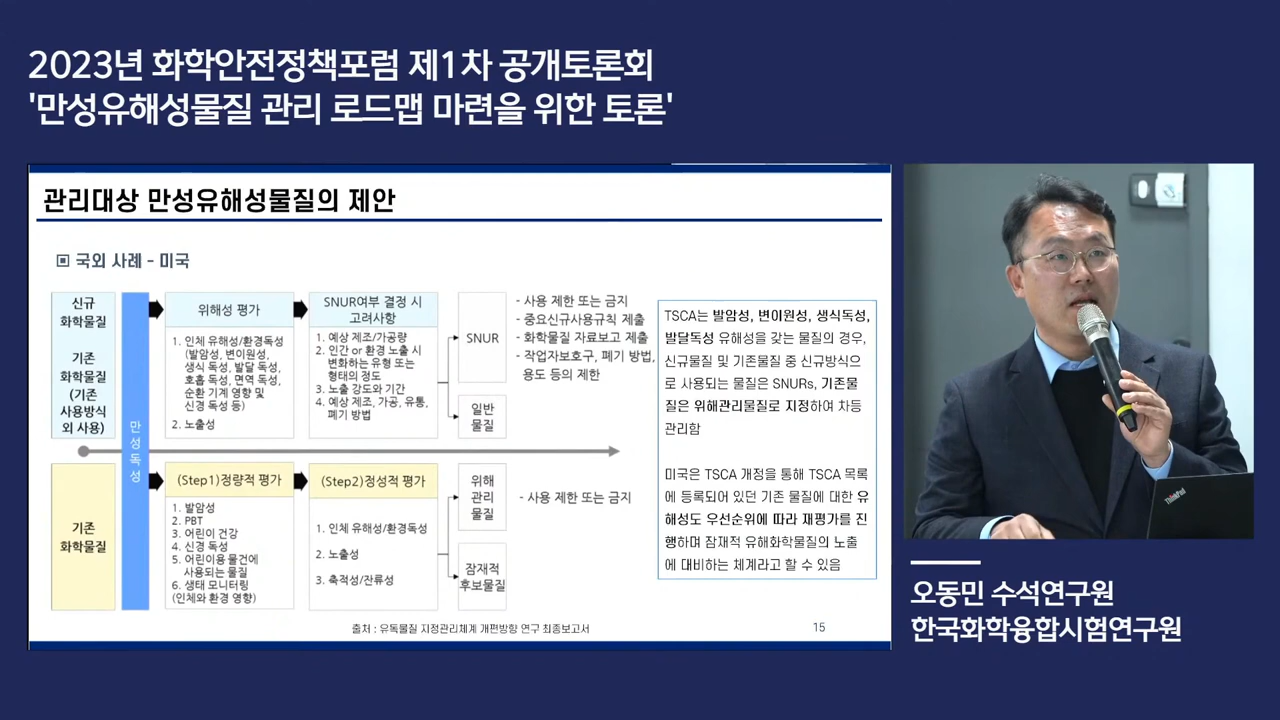 2023년 화학안전정책포럼 제1차 공개토론회
'만성유해성물질 관리 로드맵 마련을 위한 토론'
관리대상 만성유해성물질의 제안
▣ 국외 사례 - 미국
신규
화학물질
기존
화학물질
(기존
사용방식
외 사용)
만성독성
위해성 평가
1. 인체 유해성/환경독성
(발암성, 변이원성,
생식 독성, 발달 독성,
호흡 독성, 면역 독성,
순환 기계 영향 및
신경 독성 등)
2. 노출성
SNUR여부 결정 시
고려사항
1. 예상 제조/가공량
2. 인간 or 환경 노출 시
변화하는 유형 또는
형태의 정도
3. 노출 강도와 기간
4. 예상 제조, 가공, 유통,
폐기 방법
SNUR
일반
물질
- 사용 제한 또는 금지
- 중요신규사용규칙 제출
- 화학물질 자료보고 제출
- 작업자보호구, 폐기 방법,
용도 등의 제한
기존
화학물질
(Step1)정량적 평가
1. 발암성
2. PBT
3. 어린이 건강
4. 신경 독성
5. 어린이용 물건에
사용되는 물질
6. 생태 모니터링
(인체와 환경 영향)
(Step2)정성적 평가
1. 인체 유해성/환경독성
2. 노출성
3. 축적성/잔류성
위해
관리
물질
잠재적
후보물질
- 사용 제한 또는 금지
TSCA는 발암성, 변이원성, 생식독성,
발달독성 유해성을 갖는 물질의 경우,
신규물질 및 기존물질 중 신규방식으
로 사용되는 물질은 SNURs, 기존물
질은 위해관리물질로 지정하여 차등
관리함
미국은 TSCA 개정을 통해 TSCA 목록
에 등록되어 있던 기존 물질에 대한 유
해성도 우선순위에 따라 재평가를 진
행하며 잠재적 유해화학물질의 노출
에 대비하는 체계라고 할 수 있음
출처 : 유독물질 지정관리체계 개편방향 연구 최종보고서
15
ThinkPad
오동민 수석연구원
한국화학융합시험연구원